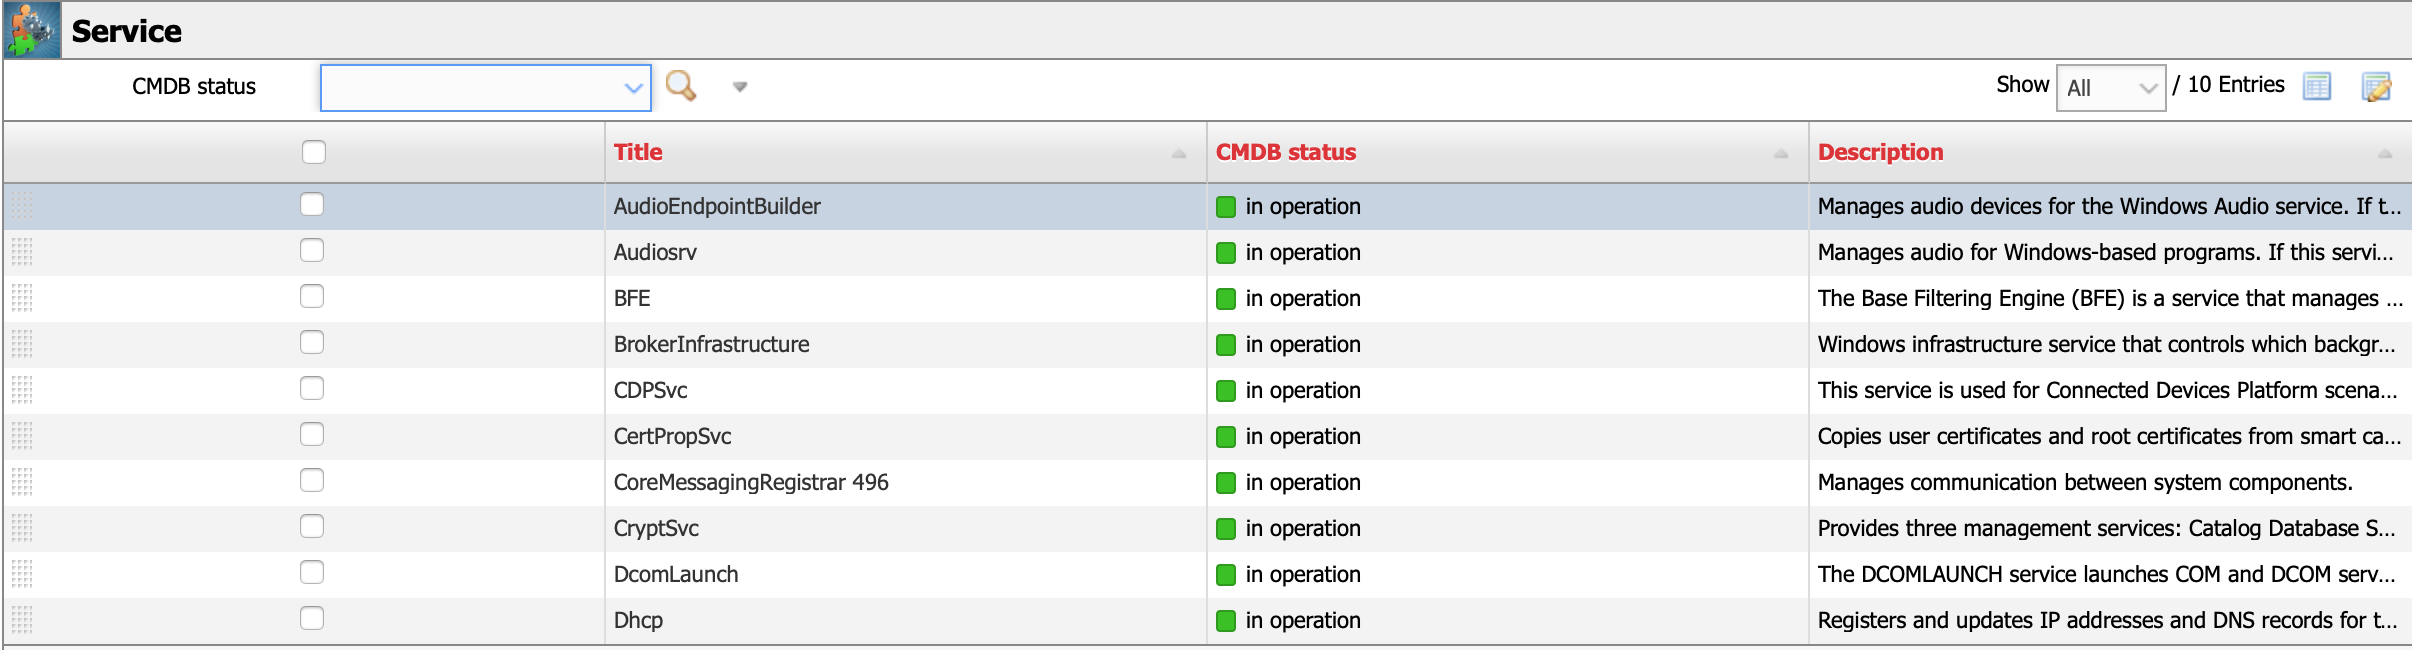 Service
CMDB status Show All / 10 Entries
Title CMDB status Description
AudioEndpointBuilder in operation Manages audio devices for the Windows Audio service. If t...
Audiosrv in operation Manages audio for Windows-based programs. If this servi...
BFE in operation The Base Filtering Engine (BFE) is a service that manages ...
BrokerInfrastructure in operation Windows infrastructure service that controls which backgr...
CDPSvc in operation This service is used for Connected Devices Platform scena...
CertPropSvc in operation Copies user certificates and root certificates from smart ca...
CoreMessagingRegistrar 496 in operation Manages communication between system components.
CryptSvc in operation Provides three management services: Catalog Database S...
DcomLaunch in operation The DCOMLAUNCH service launches COM and DCOM serv...
Dhcp in operation Registers and updates IP addresses and DNS records for t...